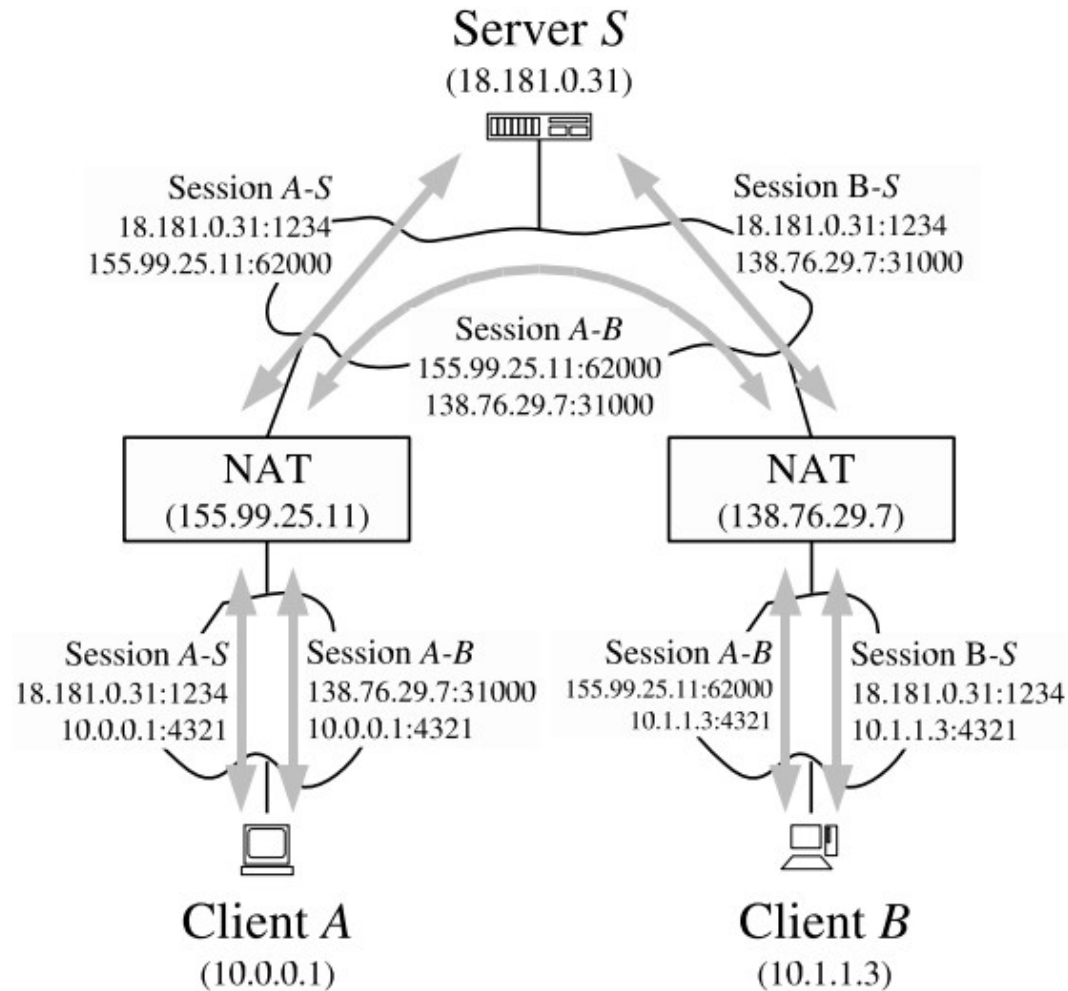 Server S
(18.181.0.31)
Session A-S
18.181.0.31:1234
155.99.25.11:62000
Session B-S
18.181.0.31:1234
138.76.29.7:31000
Session A-B
155.99.25.11:62000
138.76.29.7:31000
NAT
(155.99.25.11)
NAT
(138.76.29.7)
Session A-S
18.181.0.31:1234
10.0.0.1:4321
Session A-B
138.76.29.7:31000
10.0.0.1:4321
Session A-B
155.99.25.11:62000
10.1.1.3:4321
Session B-S
18.181.0.31:1234
10.1.1.3:4321
Client A
(10.0.0.1)
Client B
(10.1.1.3)